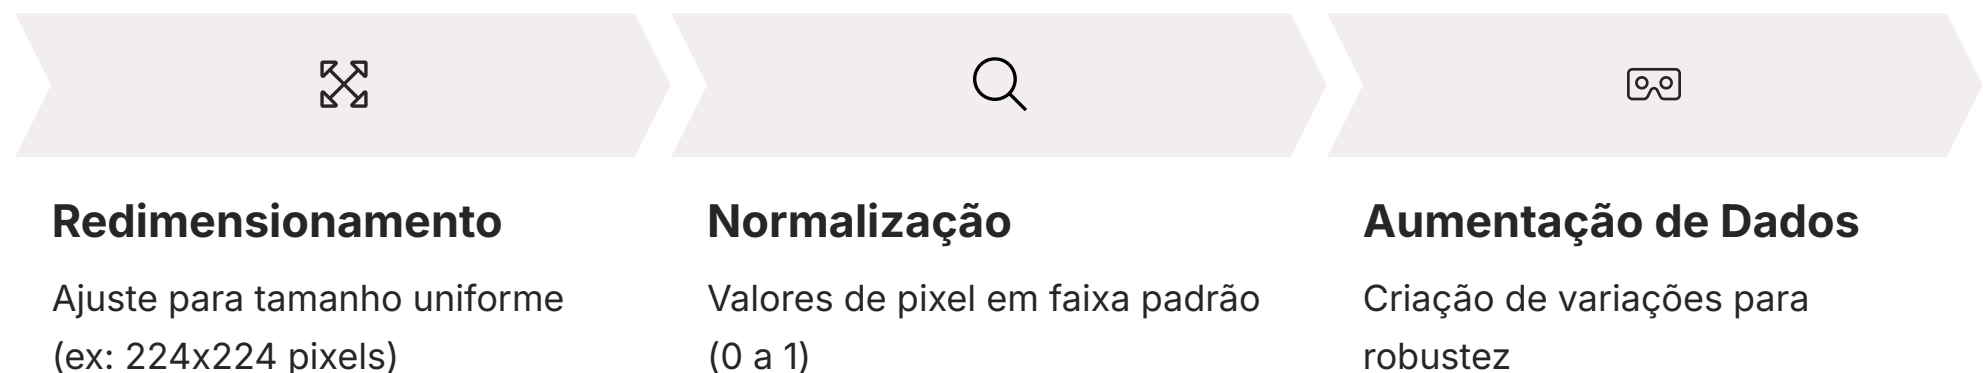 Redimensionamento
Ajuste para tamanho uniforme
(ex: 224x224 pixels)
Normalização
Valores de pixel em faixa padrão
(0 a 1)
Aumentação de Dados
Criação de variações para
robustez